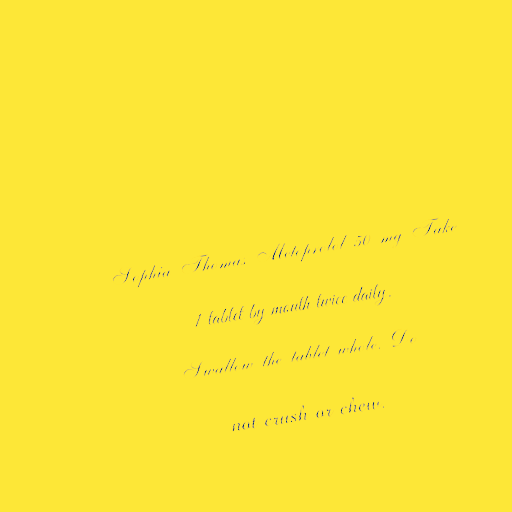 Sophia Thomas Metoprolol 50 mg Take
1 tablet by mouth twice daily.
Swallow the tablet whole. Do
not crush or chew.